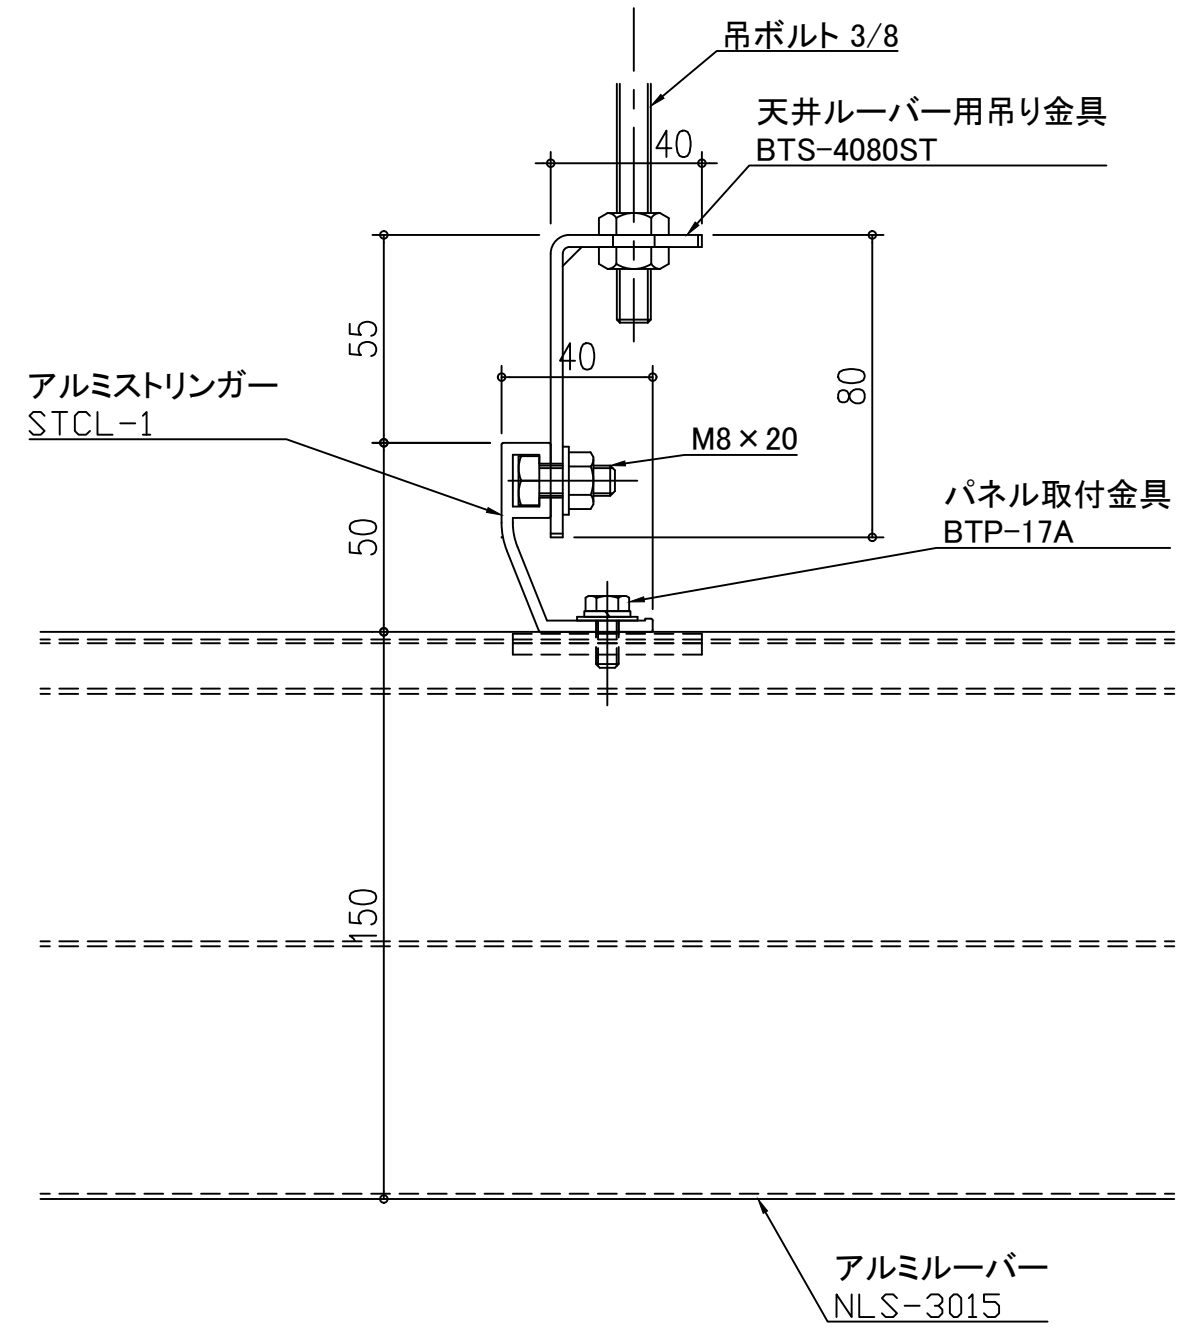 吊ボルト 3/8
天井ルーバー用吊り金具
BTS-4080ST
40
55
40
80
アルミストリンガー
STCL-1
M8×20
パネル取付金具
BTP-17A
50
150
アルミルーバー
NLS-3015